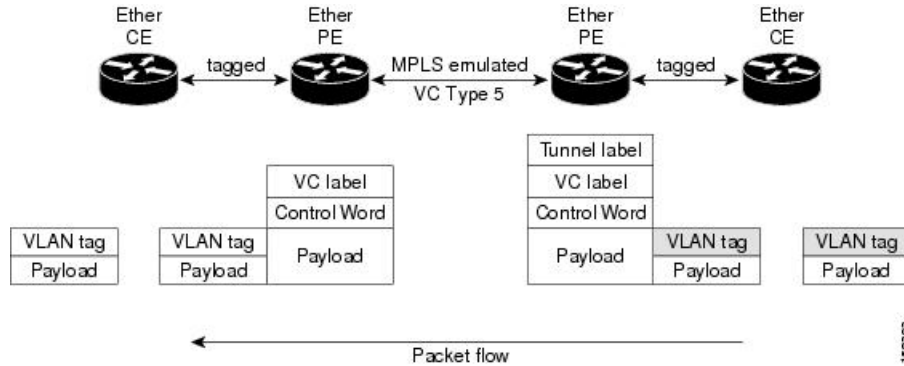 Ether CE
Ether PE
Ether PE
Ether CE
tagged
MPLS emulated
VC Type 5
tagged
Tunnel label
VC label
VC label
Control Word
Control Word
VLAN tag
VLAN tag
Payload
Payload
VLAN tag
VLAN tag
Payload
Payload
Payload
Payload
Packet flow